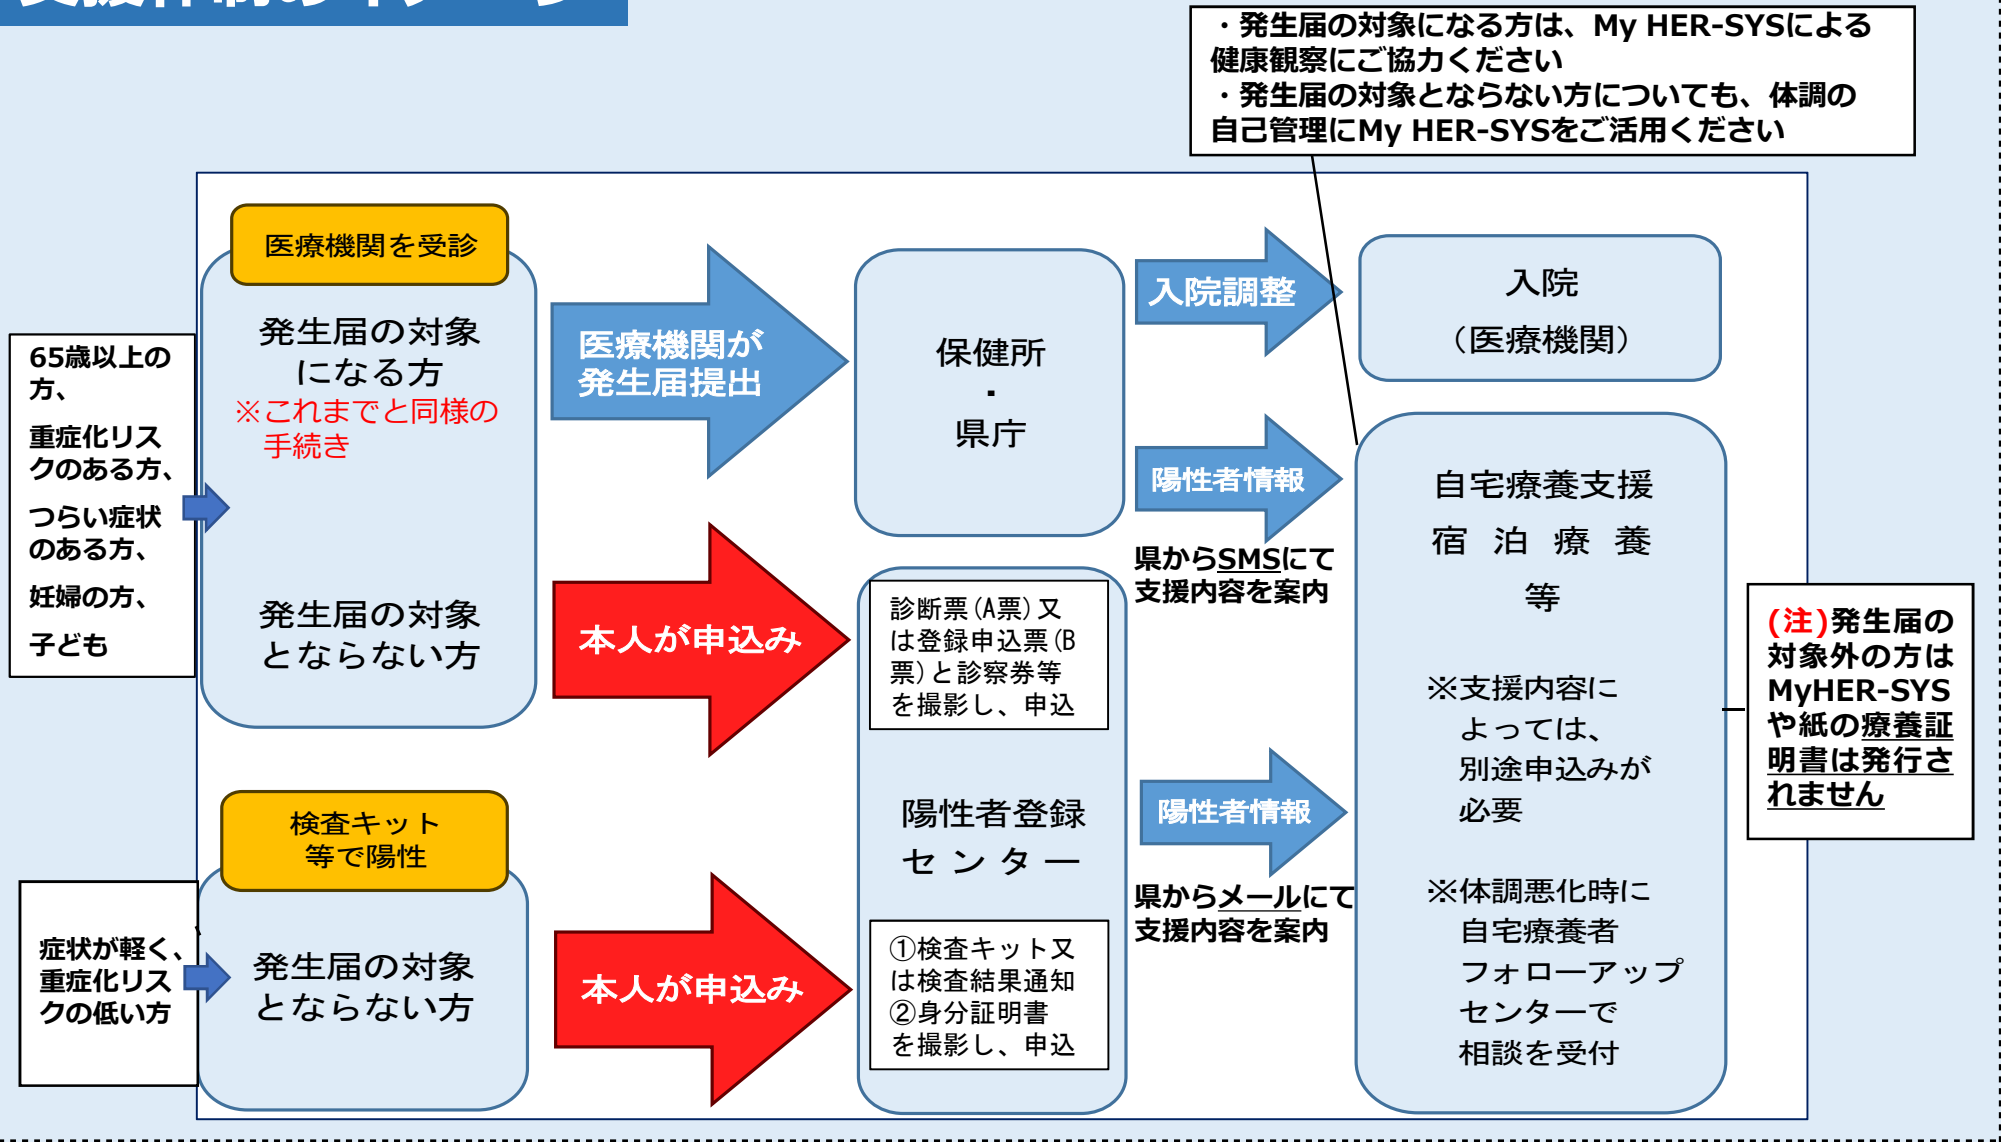 ・発生届の対象になる方は、My HER-SYSによる
健康観察にご協力ください
・発生届の対象とならない方についても、体調の
自己管理にMy HER-SYSをご活用ください
65歳以上の
方、
重症化リス
クのある方、
つらい症状
のある方、
妊婦の方、
子ども
医療機関を受診
発生届の対象
になる方
※これまでと同様の
手続き
発生届の対象
とならない方
医療機関が
発生届提出
本人が申込み
保健所
・
県庁
入院調整
入院
（医療機関）
陽性者情報
県からSMSにて
支援内容を案内
診断票(A票)又
は登録申込票(B
票)と診察券等
を撮影し、申込
陽性者登録
センター
①検査キット又
は検査結果通知
②身分証明書
を撮影し、申込
陽性者情報
県からメールにて
支援内容を案内
自宅療養支援
宿泊療養
等
※支援内容に
よっては、
別途申込みが
必要
※体調悪化時に
自宅療養者
フォローアップ
センターで
相談を受付
(注)発生届の
対象外の方は
MyHER-SYS
や紙の療養証
明書は発行さ
れません
症状が軽く、
重症化リス
クの低い方
検査キット
等で陽性
発生届の対象
とならない方
本人が申込み